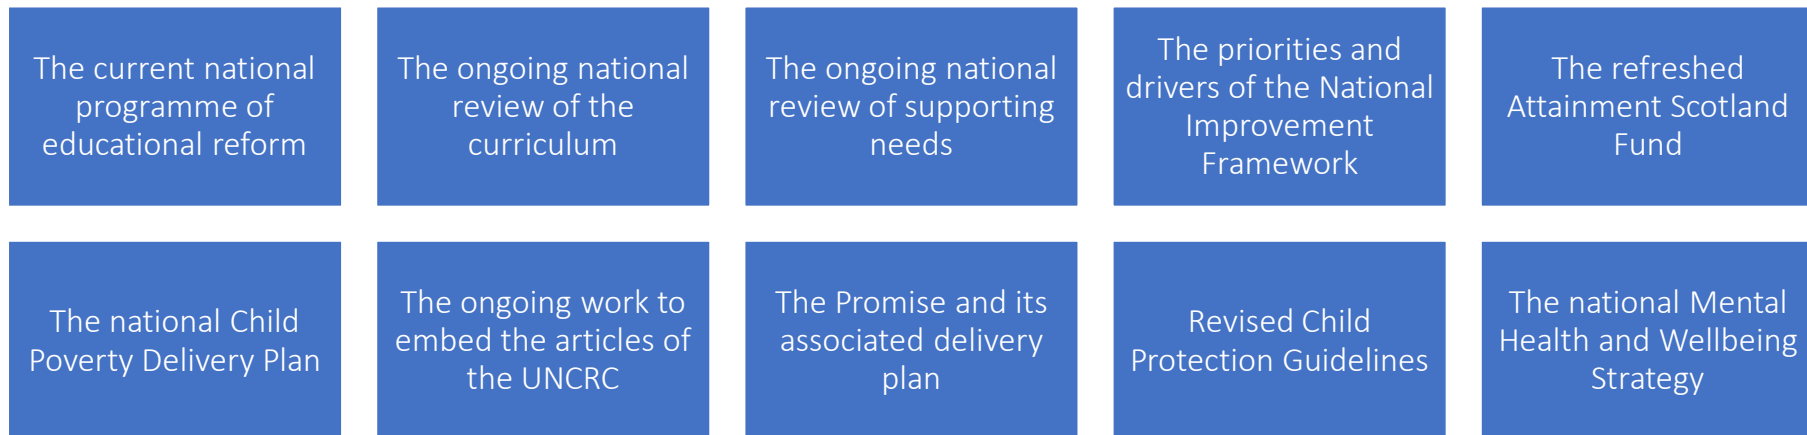 The current national
programme of
educational reform
The ongoing national
review of the
curriculum
The ongoing national
review of supporting
needs
The priorities and
drivers of the National
Improvement
Framework
The refreshed
Attainment Scotland
Fund
The national Child
Poverty Delivery Plan
The ongoing work to
embed the articles of
the UNCRC
The Promise and its
associated delivery
plan
Revised Child
Protection Guidelines
The national Mental
Health and Wellbeing
Strategy